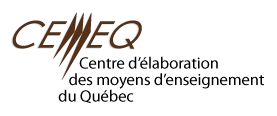 CEMEQ
Centre d'élaboration
des moyens d'enseignement
du Québec